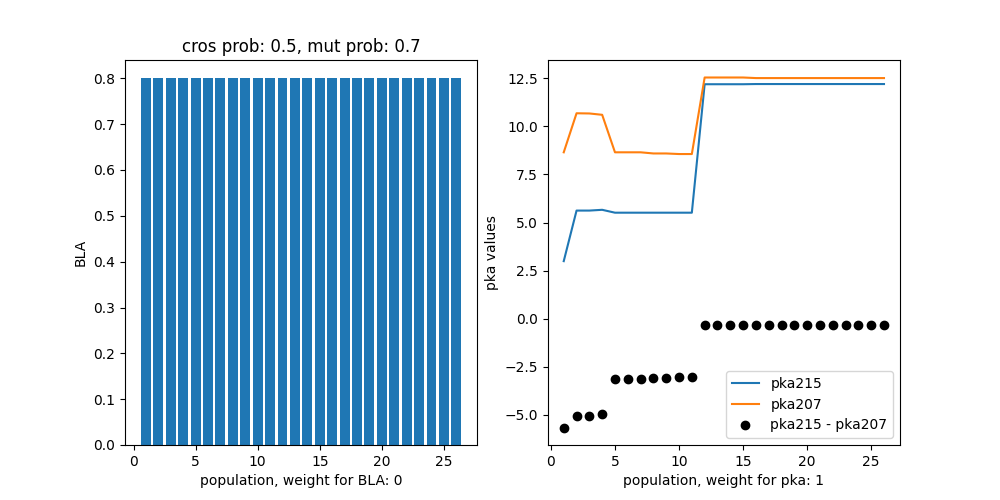 cros prob: 0.5, mut prob: 0.7
0.8
0.7
0.6
0.5
0.4
0.3
0.2
0.1
0.0
BLA
0 5 10 15 20 25
population, weight for BLA: 0
12.5
10.0
7.5
5.0
2.5
0.0
−2.5
−5.0
pka values
pka215
pka207
pka215 - pka207
0 5 10 15 20 25
population, weight for pka: 1